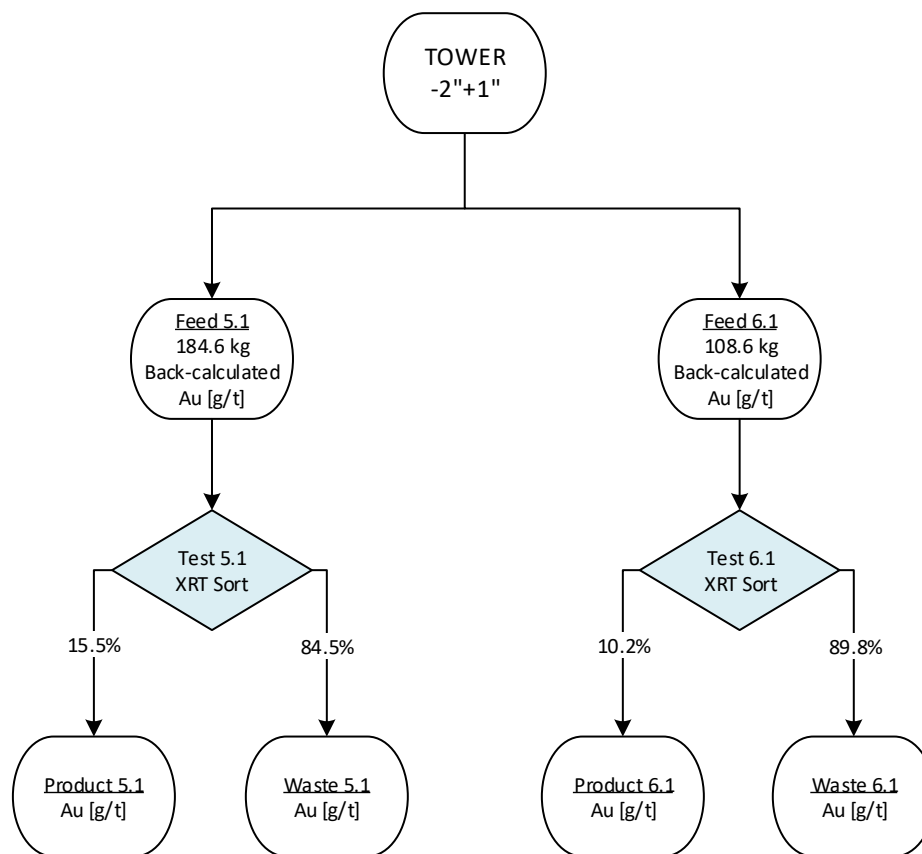 TOWER
-2"+1"
Feed 5.1
184.6 kg
Back-calculated
Au [g/t]
Feed 6.1
108.6 kg
Back-calculated
Au [g/t]
Test 5.1
XRT Sort
Test 6.1
XRT Sort
15.5%
84.5%
10.2%
89.8%
Product 5.1
Au [g/t]
Waste 5.1
Au [g/t]
Product 6.1
Au [g/t]
Waste 6.1
Au [g/t]